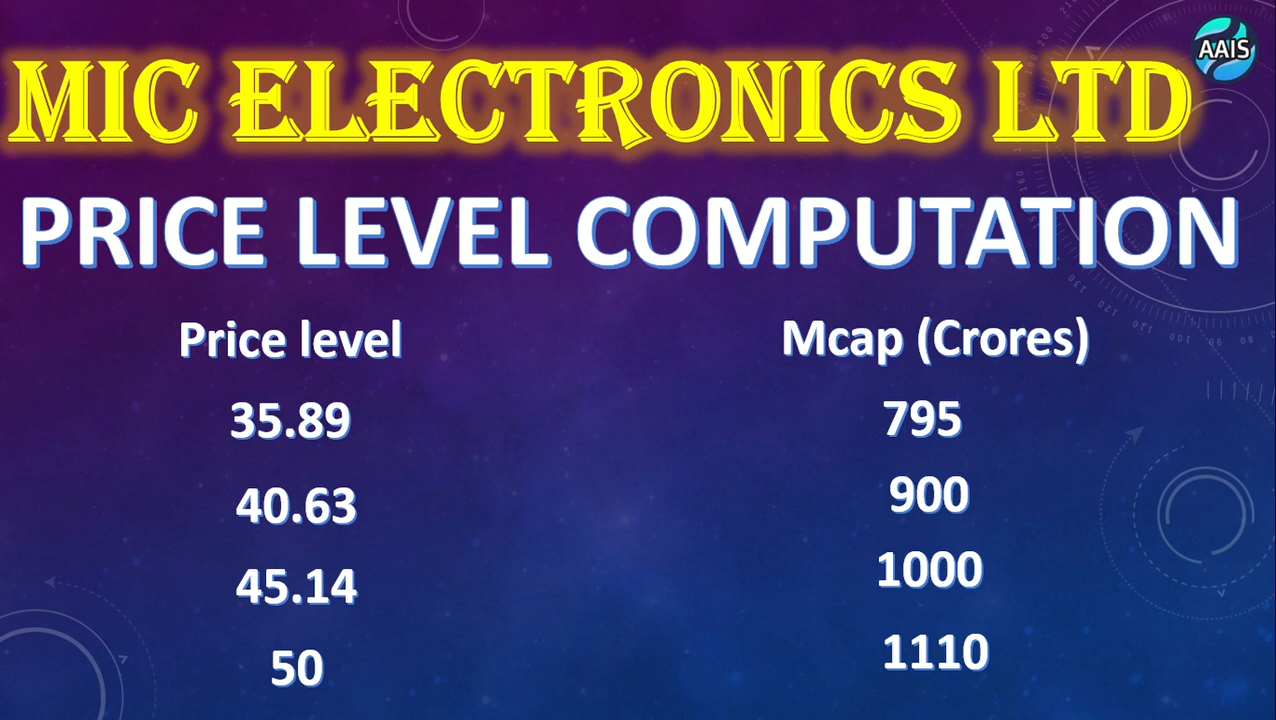 AAIS
MIC ELECTRONICS LTD
PRICE LEVEL COMPUTATION
Price level Mcap (Crores)
35.89 795
40.63 900
45.14 1000
50 1110